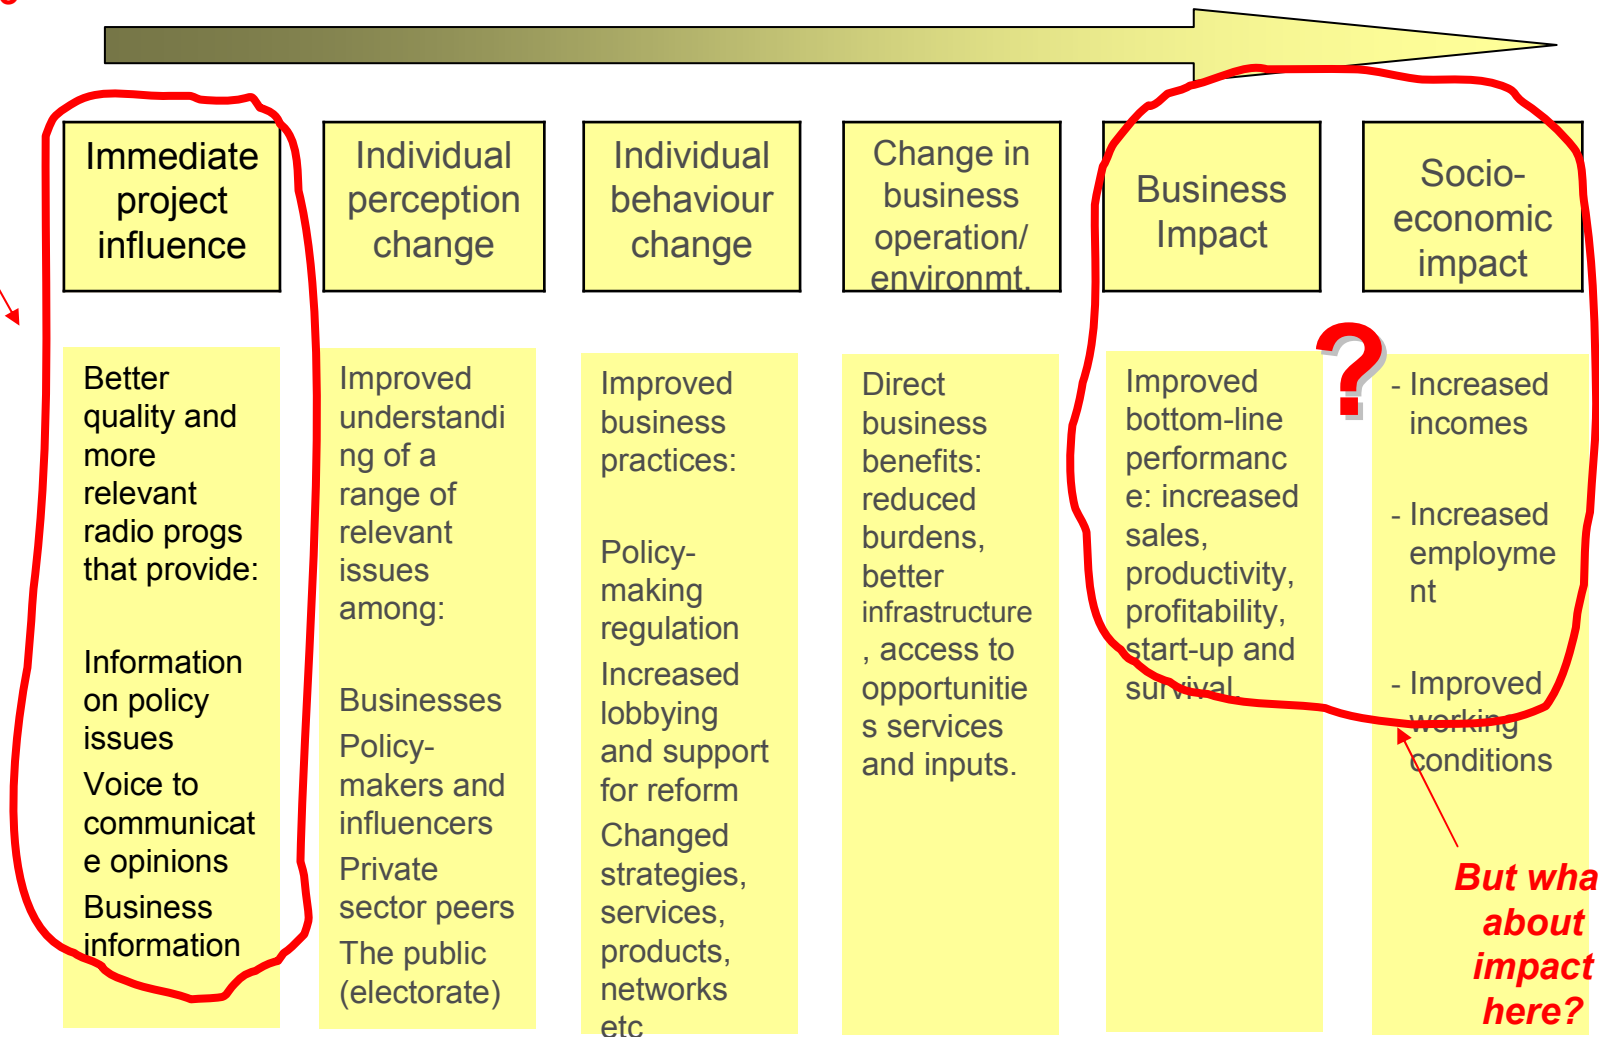 Immediate
project
influence
Individual
perception
change
Individual
behaviour
change
Change in
business
operation/
environmt.
Business
Impact
Socio-
economic
impact
Better
quality and
more
relevant
radio progs
that provide:
Information
on policy
issues
Voice to
communicat
e opinions
Business
information
Improved
understandi
ng of a
range of
relevant
issues
among:
Businesses
Policy-
makers and
influencers
Private
sector peers
The public
(electorate)
Improved
business
practices:
Policy-
making
regulation
Increased
lobbying
and support
for reform
Changed
strategies,
services,
products,
networks
etc
Direct
business
benefits:
reduced
burdens,
better
infrastructure
, access to
opportunitie
s services
and inputs.
Improved
bottom-line
performanc
e: increased
sales,
productivity,
profitability,
start-up and
survival.
?
- Increased
incomes
- Increased
employme
nt
- Improved
working
conditions
But wha
about
impact
here?